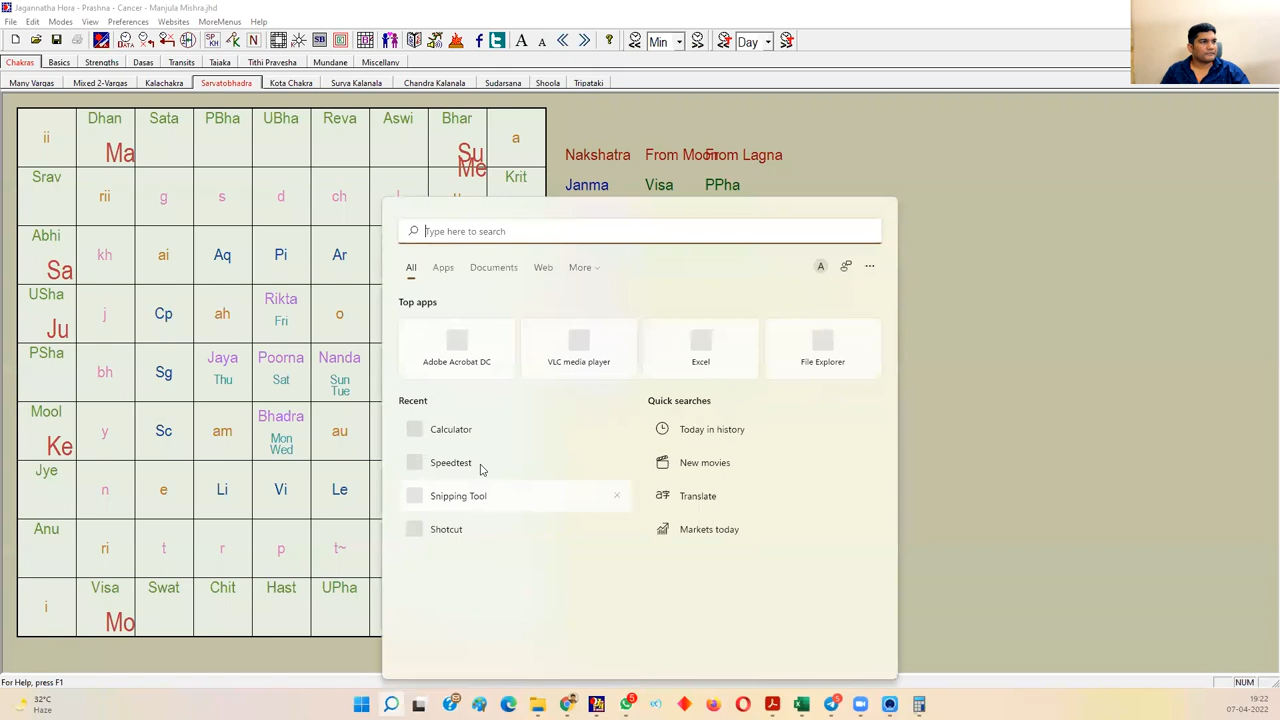 Jagannatha Hora - Prashna - Cancer - Manjula Mishra.jhd
File Edit Modes View Preferences Websites MoreMenus Help
Min Day
Chakras Basics Strengths Dasas Transits Tajaka Tithi Pravesha Mundane Miscellany
Many Vargas Mixed 2-Vargas Kalachakra Sarvatobhadra Kota Chakra Surya Kalanala Chandra Kalanala Sudarsana Shoola Tripataki
ii Dhan Sata PBha UBha Reva Aswi Bhar a
Ma Su
Me
Nakshatra From Moon From Lagna
Janma Visa PPha
Srav rii g s d ch Krit
Abhi kh ai Aq Pi Ar
Sa
USha j Cp ah Rikta o
Ju Fri
PSha bh Sg Jaya Poorna Nanda
Thu Sat Sun
Tue
Mool y Sc am Bhadra au
Ke Mon
Wed
Jye n e Li Vi Le
Anu ri t r p t~
i Visa Swat Chit Hast UPha
Mo
Type here to search
All Apps Documents Web More
A
Top apps
Adobe Acrobat DC VLC media player Excel File Explorer
Recent Quick searches
Calculator Today in history
Speedtest New movies
Snipping Tool Translate
Shotcut Markets today
For Help, press F1 NUM
32°C
Haze
5
5
19:22
07-04-2022